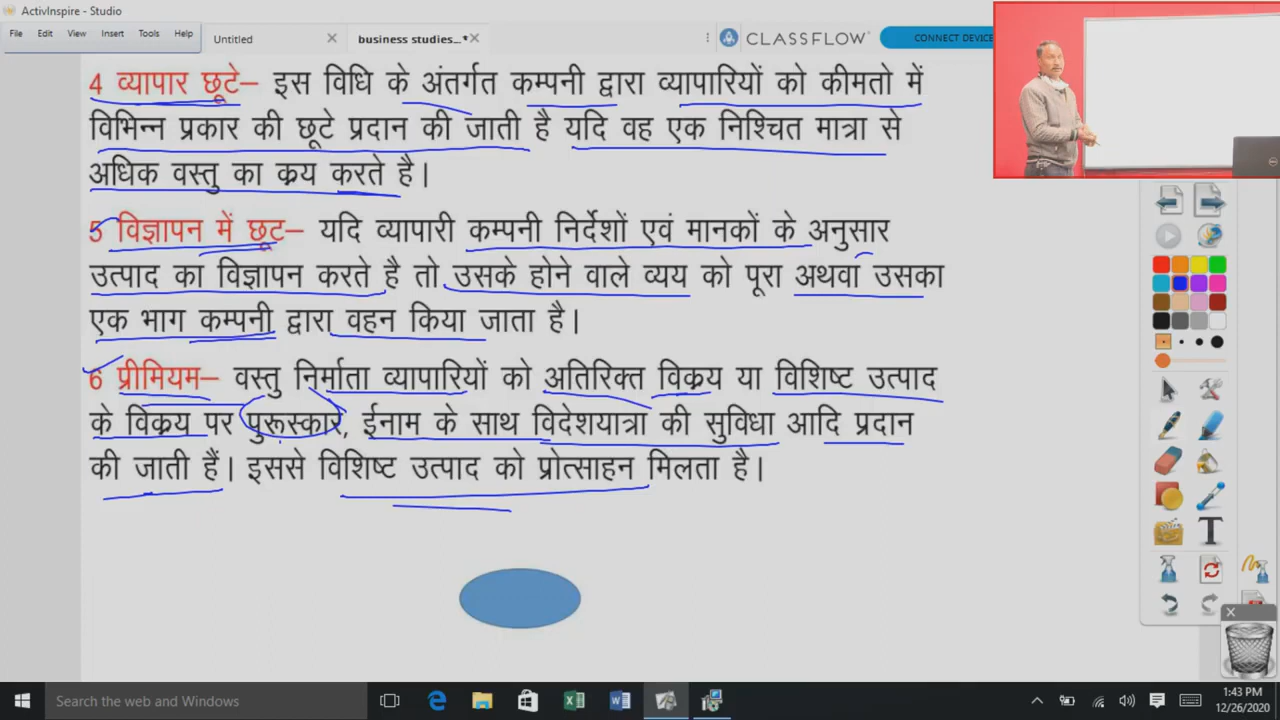 ActivInspire - Studio
File Edit View Insert Tools Help
Untitled
business studies...*
CLASSFLOW
CONNECT DEVICE
4 व्यापार छूटे– इस विधि के अंतर्गत कम्पनी द्वारा व्यापारियों को कीमतो में
विभिन्न प्रकार की छूटे प्रदान की जाती है यदि वह एक निश्चित मात्रा से
अधिक वस्तु का क्रय करते है।
5 विज्ञापन में छूट– यदि व्यापारी कम्पनी निर्देशों एवं मानकों के अनुसार
उत्पाद का विज्ञापन करते है तो उसके होने वाले व्यय को पूरा अथवा उसका
एक भाग कम्पनी द्वारा वहन किया जाता है।
6 प्रीमियम– वस्तु निर्माता व्यापारियों को अतिरिक्त विक्रय या विशिष्ट उत्पाद
के विक्रय पर पुरूस्कार, ईनाम के साथ विदेशयात्रा की सुविधा आदि प्रदान
की जाती हैं। इससे विशिष्ट उत्पाद को प्रोत्साहन मिलता है।
Search the web and Windows
1:43 PM
12/26/2020